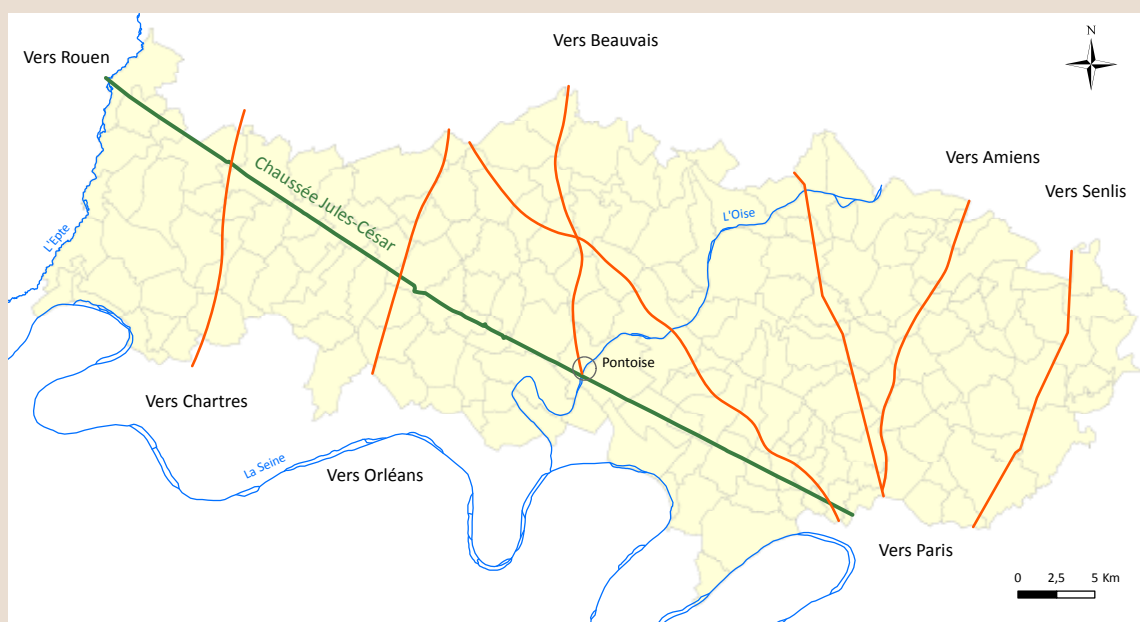 N
Vers Beauvais
Vers Rouen
Vers Amiens
Chaussée Jules-César
Vers Senlis
L'Oise
L'Epte
Pontoise
Vers Chartres
La Seine
Vers Orléans
Vers Paris
0 2,5 5 Km